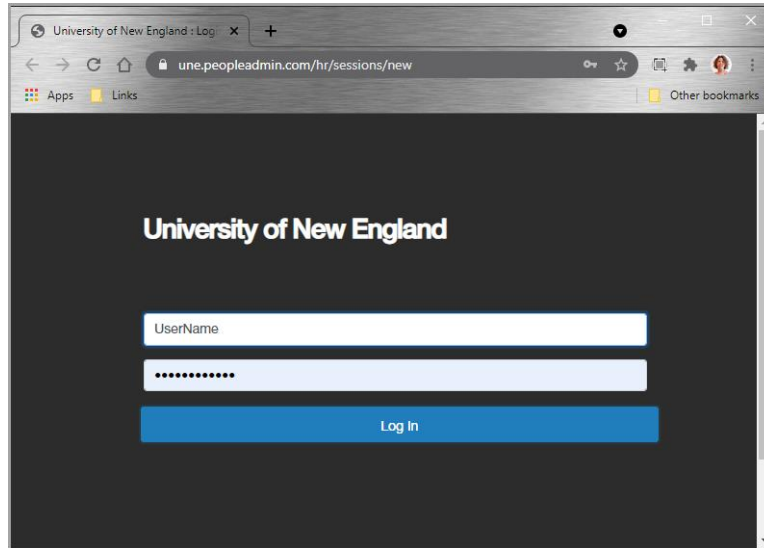 University of New England : Log
une.peopleadmin.com/hr/sessions/new
Apps Links Other bookmarks
University of New England
UserName
••••••••••••
Log In